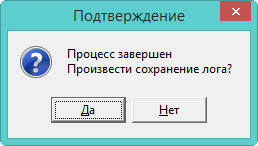 Подтверждение
Процесс завершен
Произвести сохранение лога?
Да
Нет